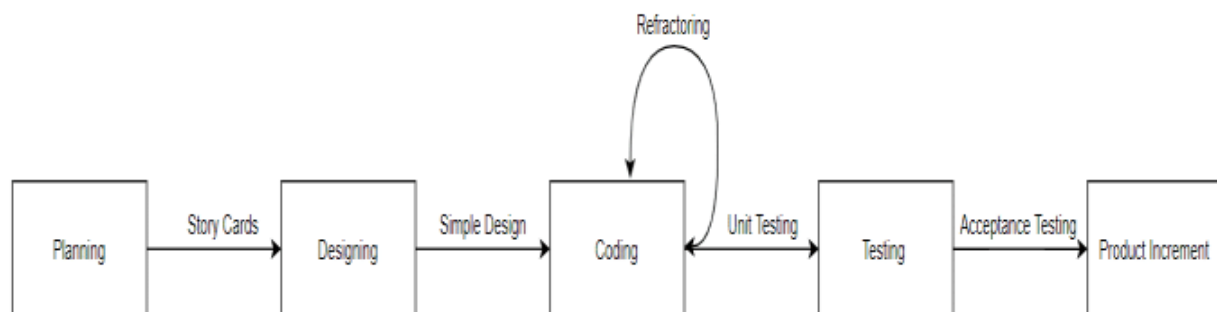 Refractoring
Story Cards
Simple Design
Unit Testing
Acceptance Testing
Planning
Designing
Coding
Testing
Product Increment